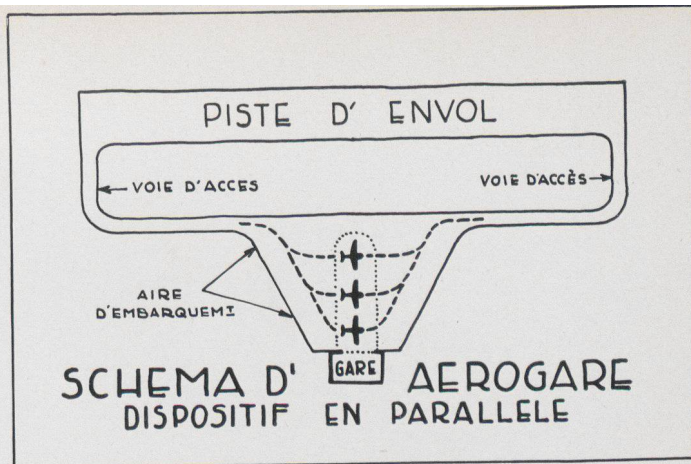 PISTE D' ENVOL
VOIE D'ACCES
VOIE D'ACCÈS
AIRE
D'EMBARQUEMT
GARE
SCHEMA D' AEROGARE
DISPOSITIF EN PARALLELE